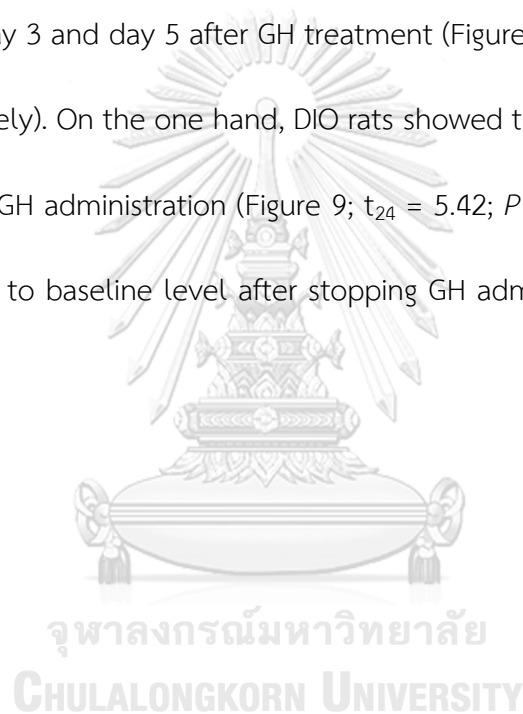 y 3 and day 5 after GH treatment (Figure
ely). On the one hand, DIO rats showed t
GH administration (Figure 9; t₂₄ = 5.42; P
to baseline level after stopping GH adm
จุฬาลงกรณ์มหาวิทยาลัย
CHULALONGKORN UNIVERSITY